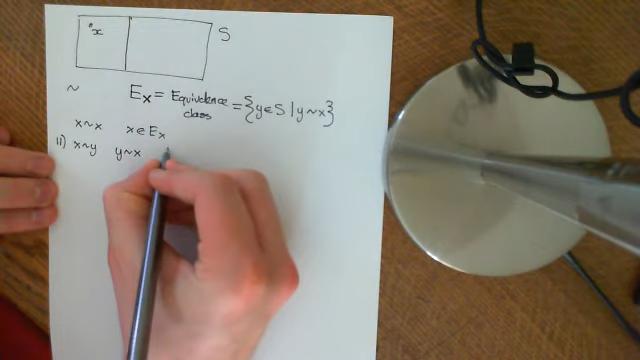 x S
~ Eₓ = Equivalence class = {y∈S | y~x}
x~x x∈Eₓ
ii) x~y y~x